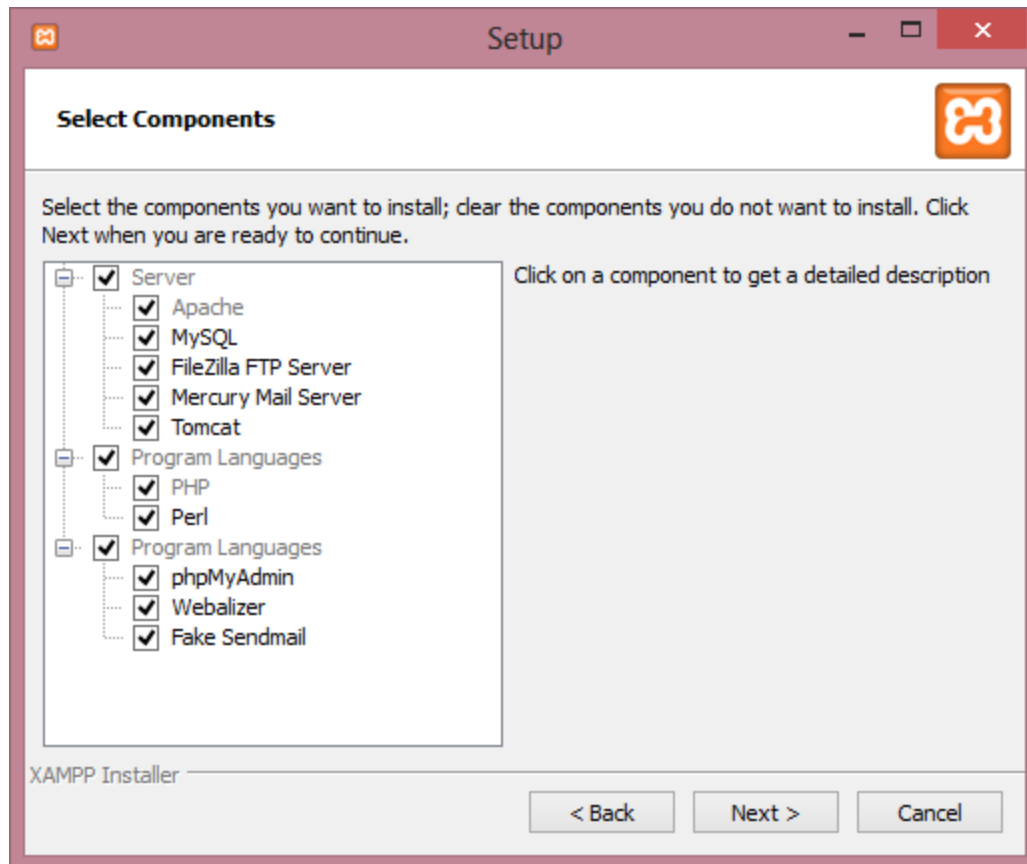 Setup
Select Components
Select the components you want to install; clear the components you do not want to install. Click
Next when you are ready to continue.
Click on a component to get a detailed description
Server
Apache
MySQL
FileZilla FTP Server
Mercury Mail Server
Tomcat
Program Languages
PHP
Perl
Program Languages
phpMyAdmin
Webalizer
Fake Sendmail
XAMPP Installer
< Back
Next >
Cancel